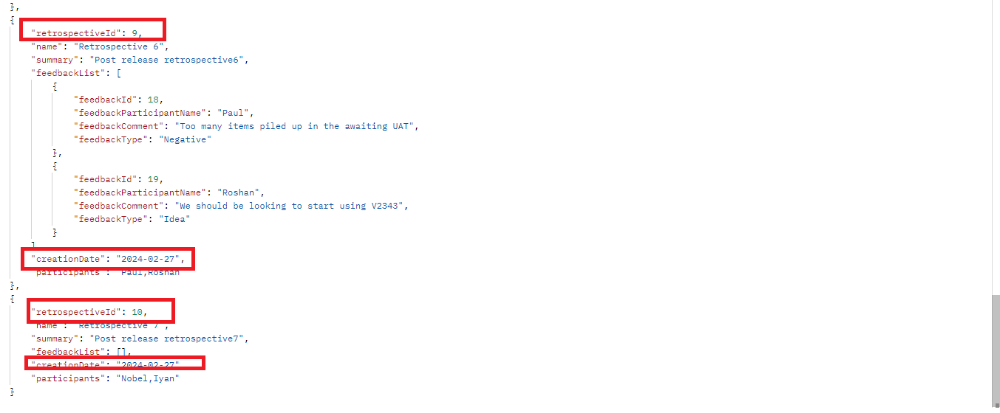 },
{
"retrospectiveId": 9,
"name": "Retrospective 6",
"summary": "Post release retrospective6",
"feedbackList": [
{
"feedbackId": 18,
"feedbackParticipantName": "Paul",
"feedbackComment": "Too many items piled up in the awaiting UAT",
"feedbackType": "Negative"
},
{
"feedbackId": 19,
"feedbackParticipantName": "Roshan",
"feedbackComment": "We should be looking to start using V2343",
"feedbackType": "Idea"
}
]
"creationDate": "2024-02-27",
"participants": "Paul,Roshan"
},
{
"retrospectiveId": 10,
"name": "Retrospective 7",
"summary": "Post release retrospective7",
"feedbackList": [],
"creationDate": "2024-02-27"
"participants": "Nobel,Iyan"
}